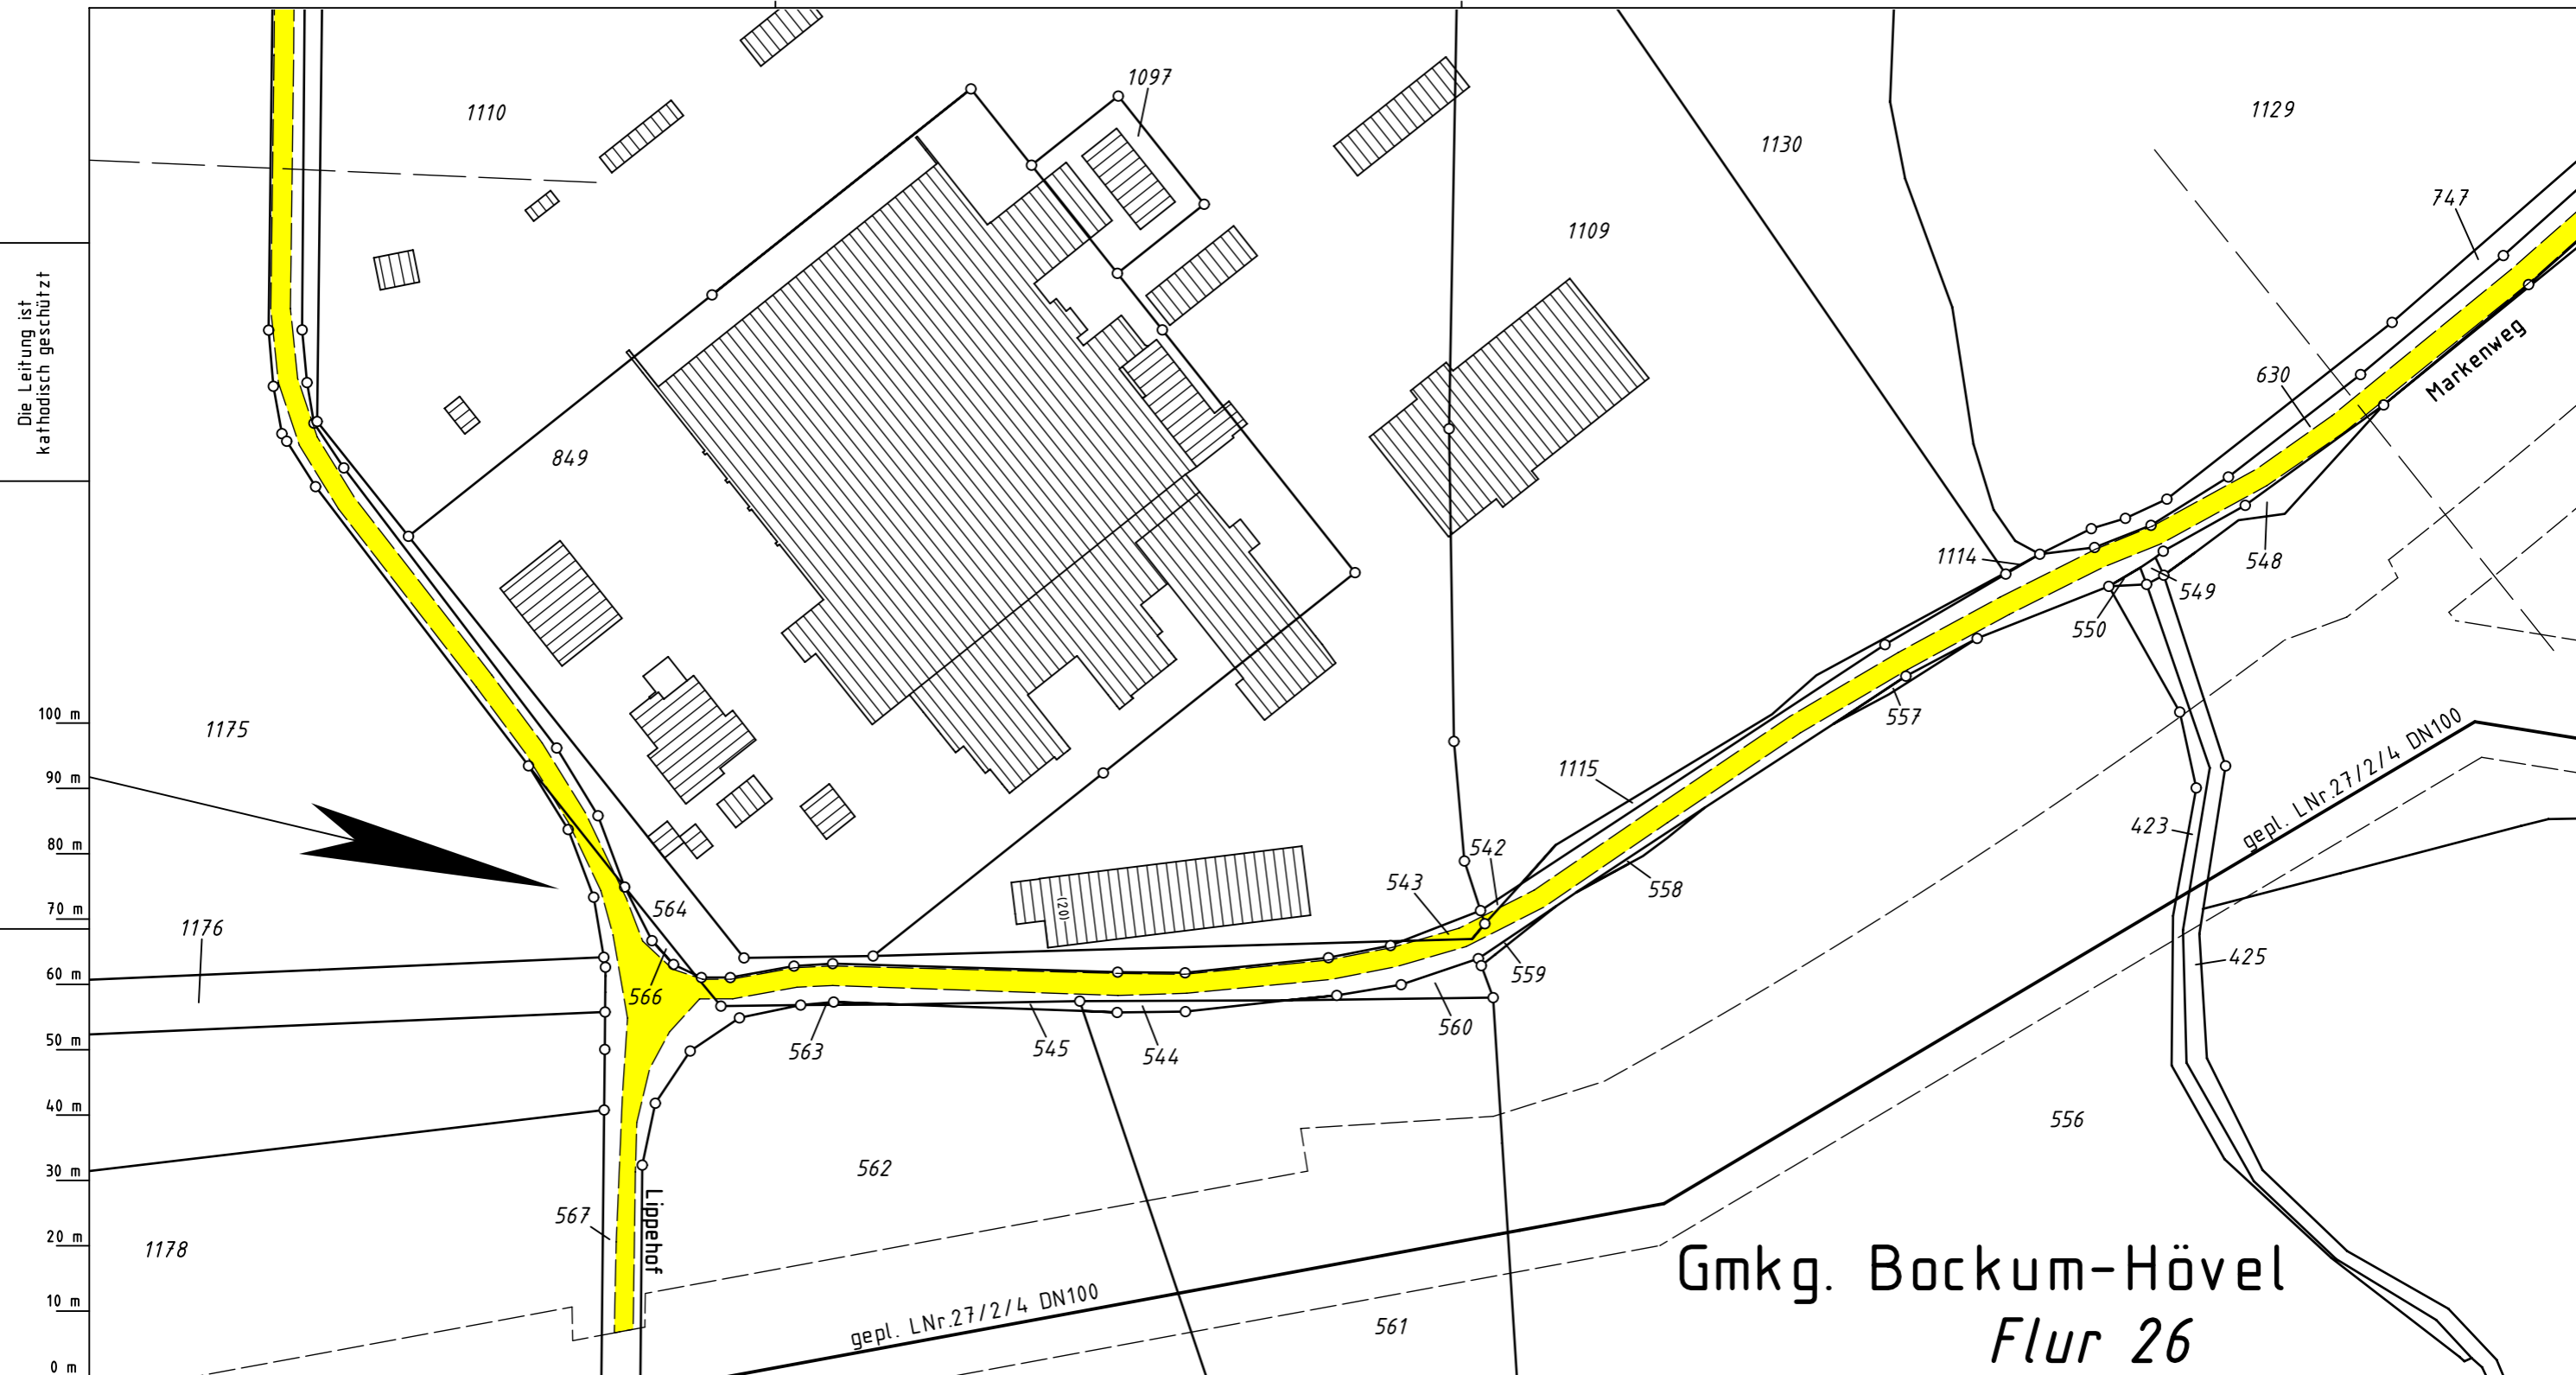 1097
1110
1129
1130
747
1109
Die Leitung ist
kathodisch geschützt
Markenweg
630
849
1114
548
549
550
100 m
1175
557
gepl. LNr.27/2/4 DN100
90 m
1115
423
80 m
542
543
558
564
(20)
70 m
1176
425
60 m
559
566
560
50 m
563
545
544
40 m
556
30 m
562
Lippehof
567
20 m
1178
Gmkg. Bockum-Hövel
10 m
gepl. LNr.27/2/4 DN100
561
Flur 26
0 m